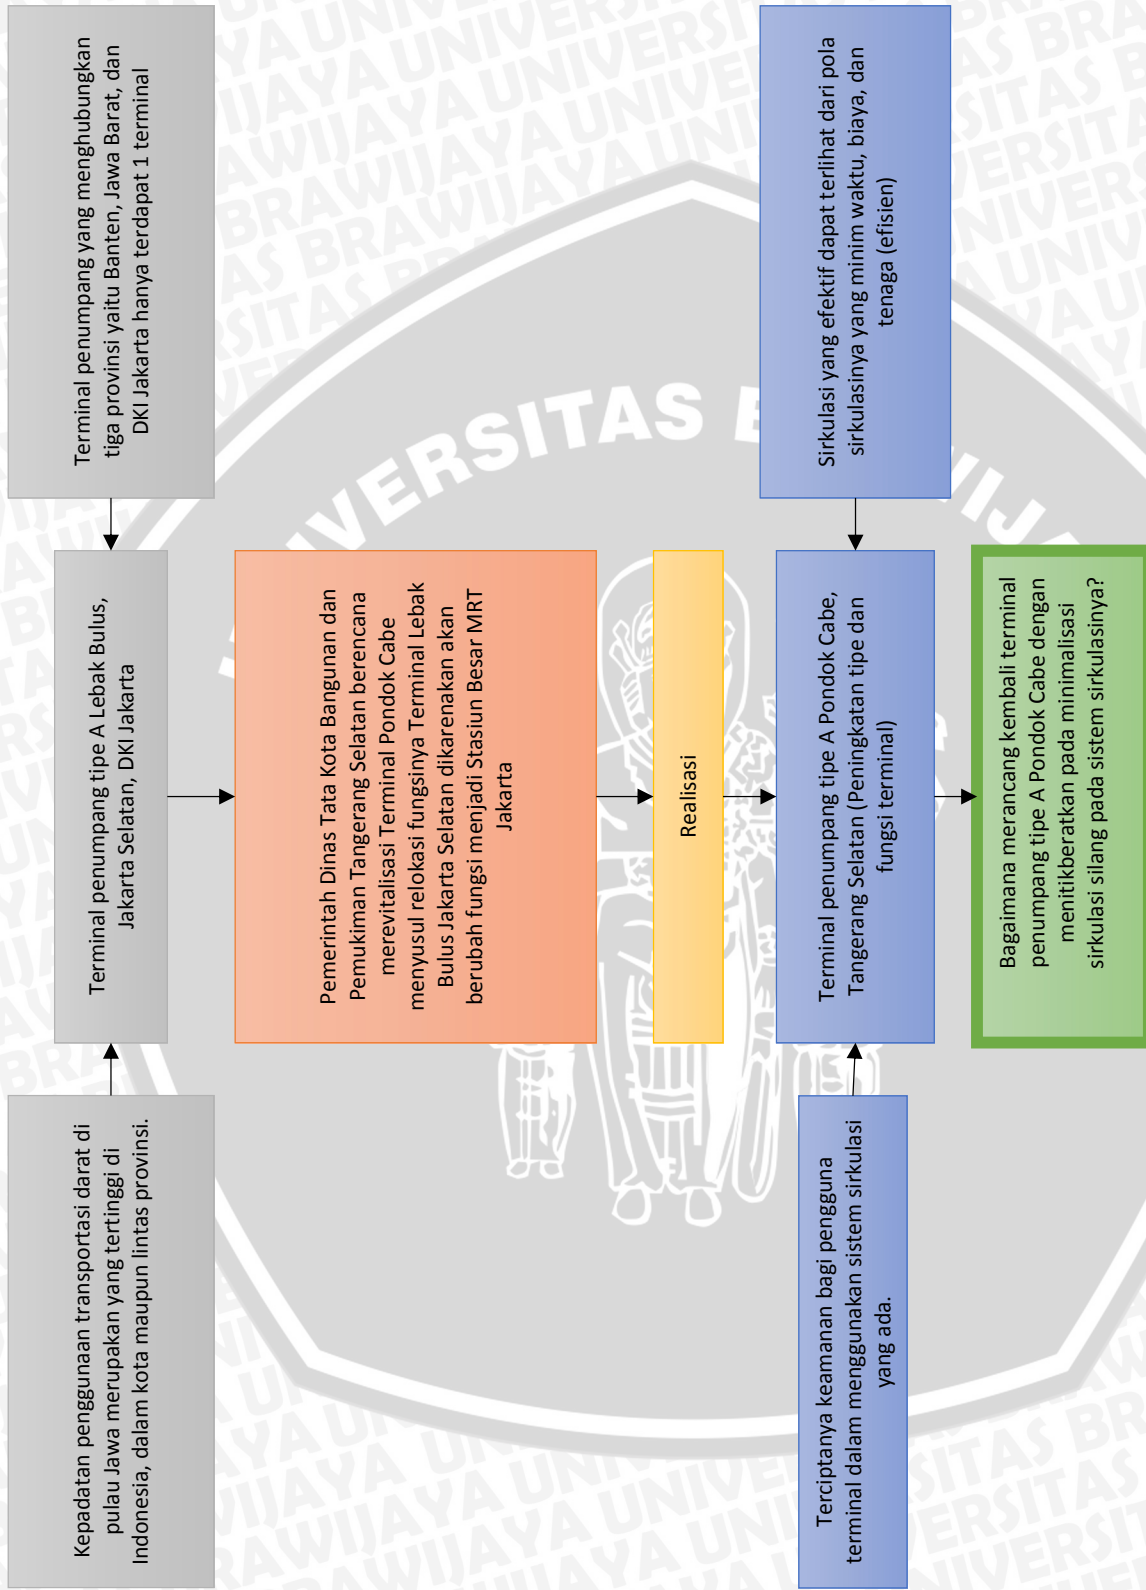 Kepadatan penggunaan transportasi darat di
pulau Jawa merupakan yang tertinggi di
Indonesia, dalam kota maupun lintas provinsi.
Terminal penumpang tipe A Lebak Bulus,
Jakarta Selatan, DKI Jakarta
Terminal penumpang yang menghubungkan
tiga provinsi yaitu Banten, Jawa Barat, dan
DKI Jakarta hanya terdapat 1 terminal
Pemerintah Dinas Tata Kota Bangunan dan
Pemukiman Tangerang Selatan berencana
merevitalisasi Terminal Pondok Cabe
menyusul relokasi fungsinya Terminal Lebak
Bulus Jakarta Selatan dikarenakan akan
berubah fungsi menjadi Stasiun Besar MRT
Jakarta
Realisasi
Terciptanya keamanan bagi pengguna
terminal dalam menggunakan sistem sirkulasi
yang ada.
Terminal penumpang tipe A Pondok Cabe,
Tangerang Selatan (Peningkatan tipe dan
fungsi terminal)
Sirkulasi yang efektif dapat terlihat dari pola
sirkulasinya yang minim waktu, biaya, dan
tenaga (efisien)
Bagaimana merancang kembali terminal
penumpang tipe A Pondok Cabe dengan
menitikberatkan pada minimalisasi
sirkulasi silang pada sistem sirkulasinya?